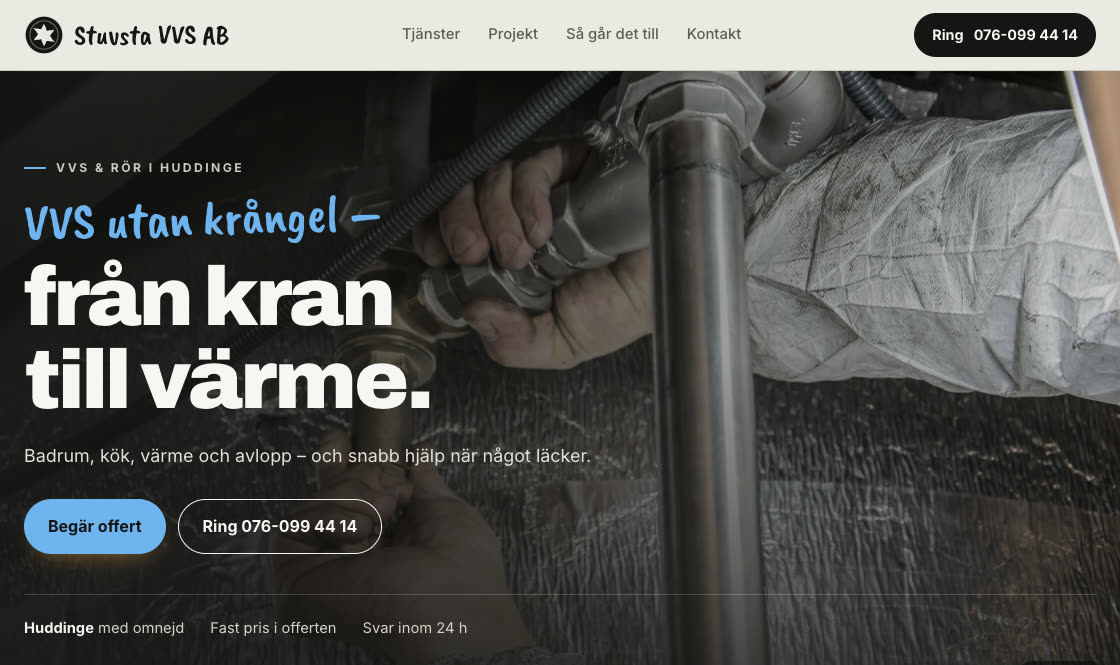 Stuvsta VVS AB
Tjänster
Projekt
Så går det till
Kontakt
Ring 076-099 44 14
VVS & RÖR I HUDDINGE
VVS utan krångel –
från kran
till värme.
Badrum, kök, värme och avlopp – och snabb hjälp när något läcker.
Begär offert
Ring 076-099 44 14
Huddinge med omnejd
Fast pris i offerten
Svar inom 24 h